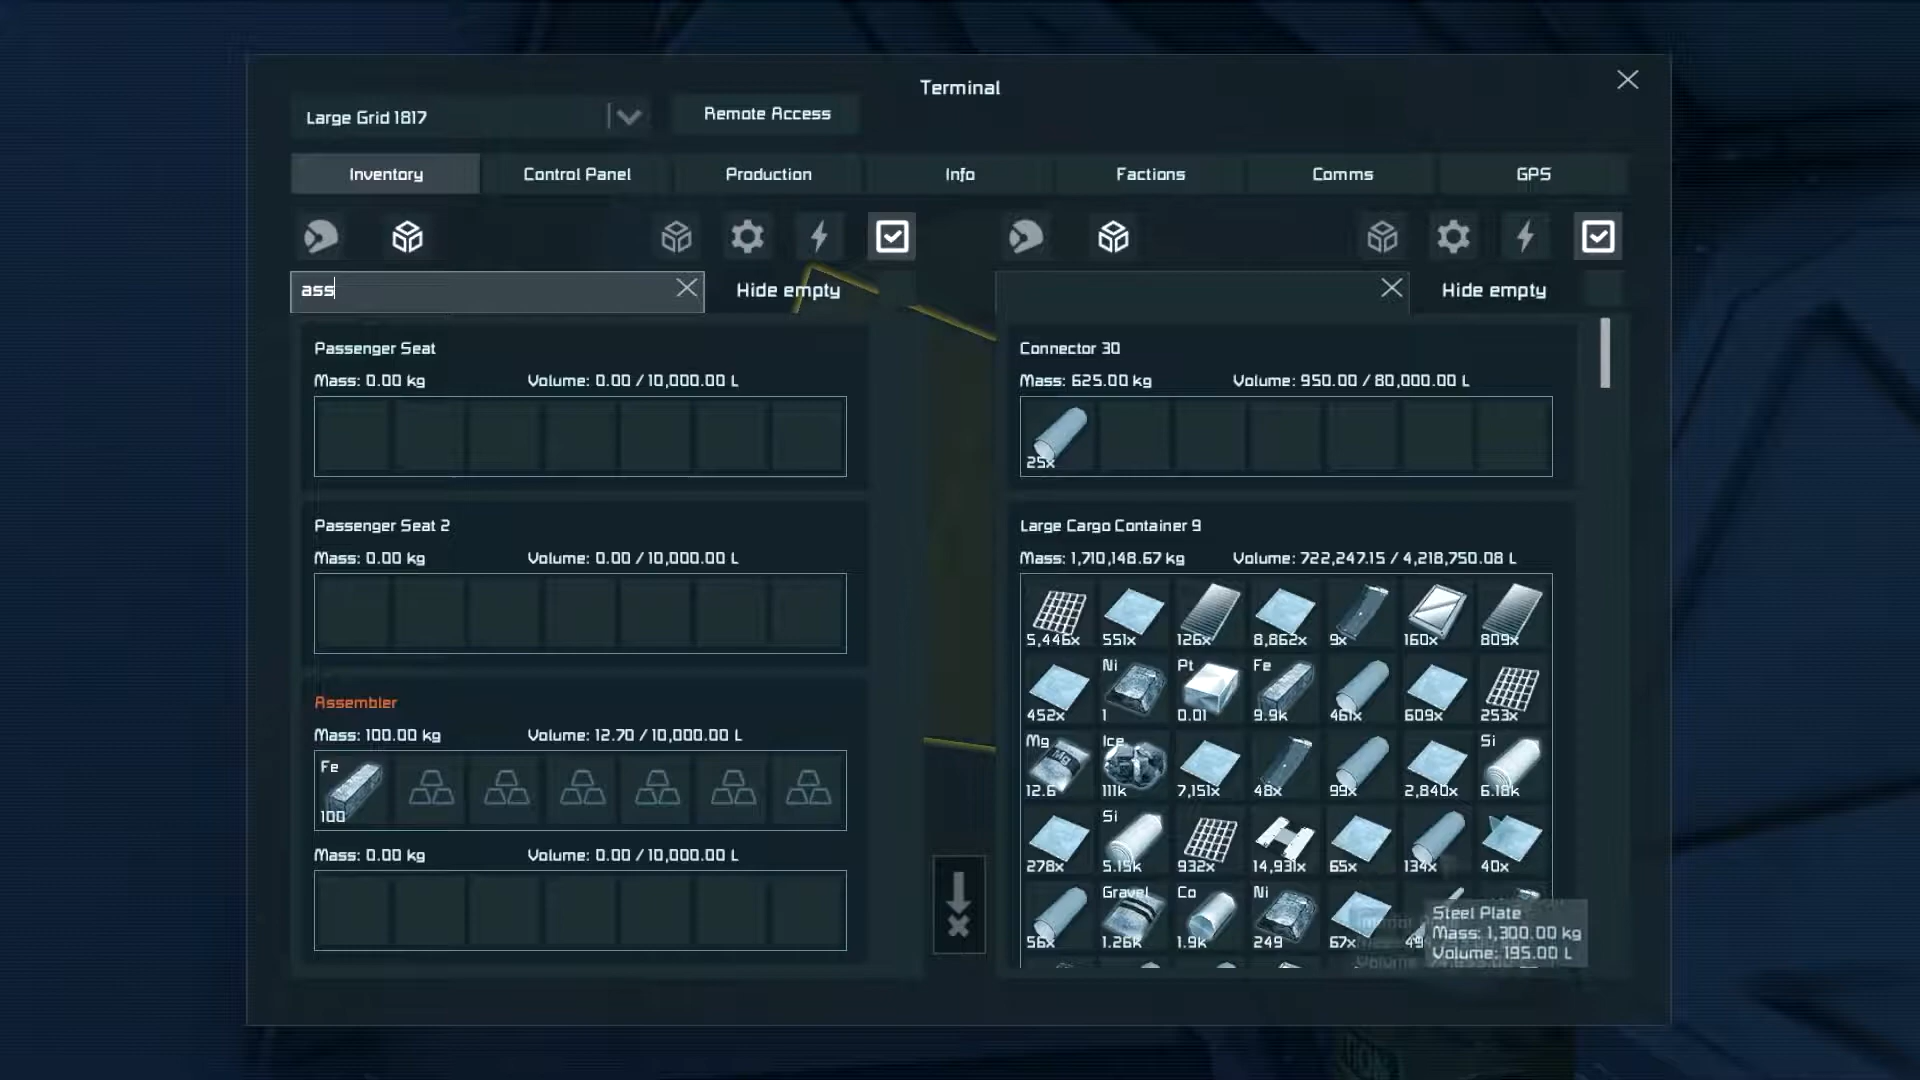 Terminal
Large Grid 1817
Remote Access
Inventory
Control Panel
Production
Info
Factions
Comms
GPS
ass
Hide empty
Hide empty
Passenger Seat
Mass: 0.00 kg
Volume: 0.00 / 10,000.00 L
Passenger Seat 2
Mass: 0.00 kg
Volume: 0.00 / 10,000.00 L
Assembler
Mass: 100.00 kg
Volume: 12.70 / 10,000.00 L
Fe
100
Mass: 0.00 kg
Volume: 0.00 / 10,000.00 L
Connector 30
Mass: 625.00 kg
Volume: 950.00 / 80,000.00 L
25x
Large Cargo Container 9
Mass: 1,710,148.67 kg
Volume: 722,247.15 / 4,218,750.08 L
5,446x 551x 126x 8,862x 9x 160x 809x
Ni Pt Fe
452x 1 0.01 9.9k 461x 609x 253x
Mg Ice Si
12.6 111k 7,151x 48x 99x 2,840x 6.18k
Si
278x 5.15k 932x 14,931x 65x 134x 40x
Gravel Co Ni
56x 1.26k 1.9k 249 67x
Steel Plate
Mass: 1,300.00 kg
Volume: 195.00 L